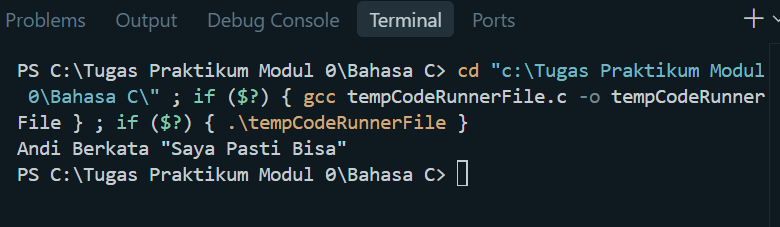 Problems Output Debug Console Terminal Ports
PS C:\Tugas Praktikum Modul 0\Bahasa C> cd "c:\Tugas Praktikum Modul
0\Bahasa C\" ; if ($?) { gcc tempCodeRunnerFile.c -o tempCodeRunner
File } ; if ($?) { .\tempCodeRunnerFile }
Andi Berkata "Saya Pasti Bisa"
PS C:\Tugas Praktikum Modul 0\Bahasa C>